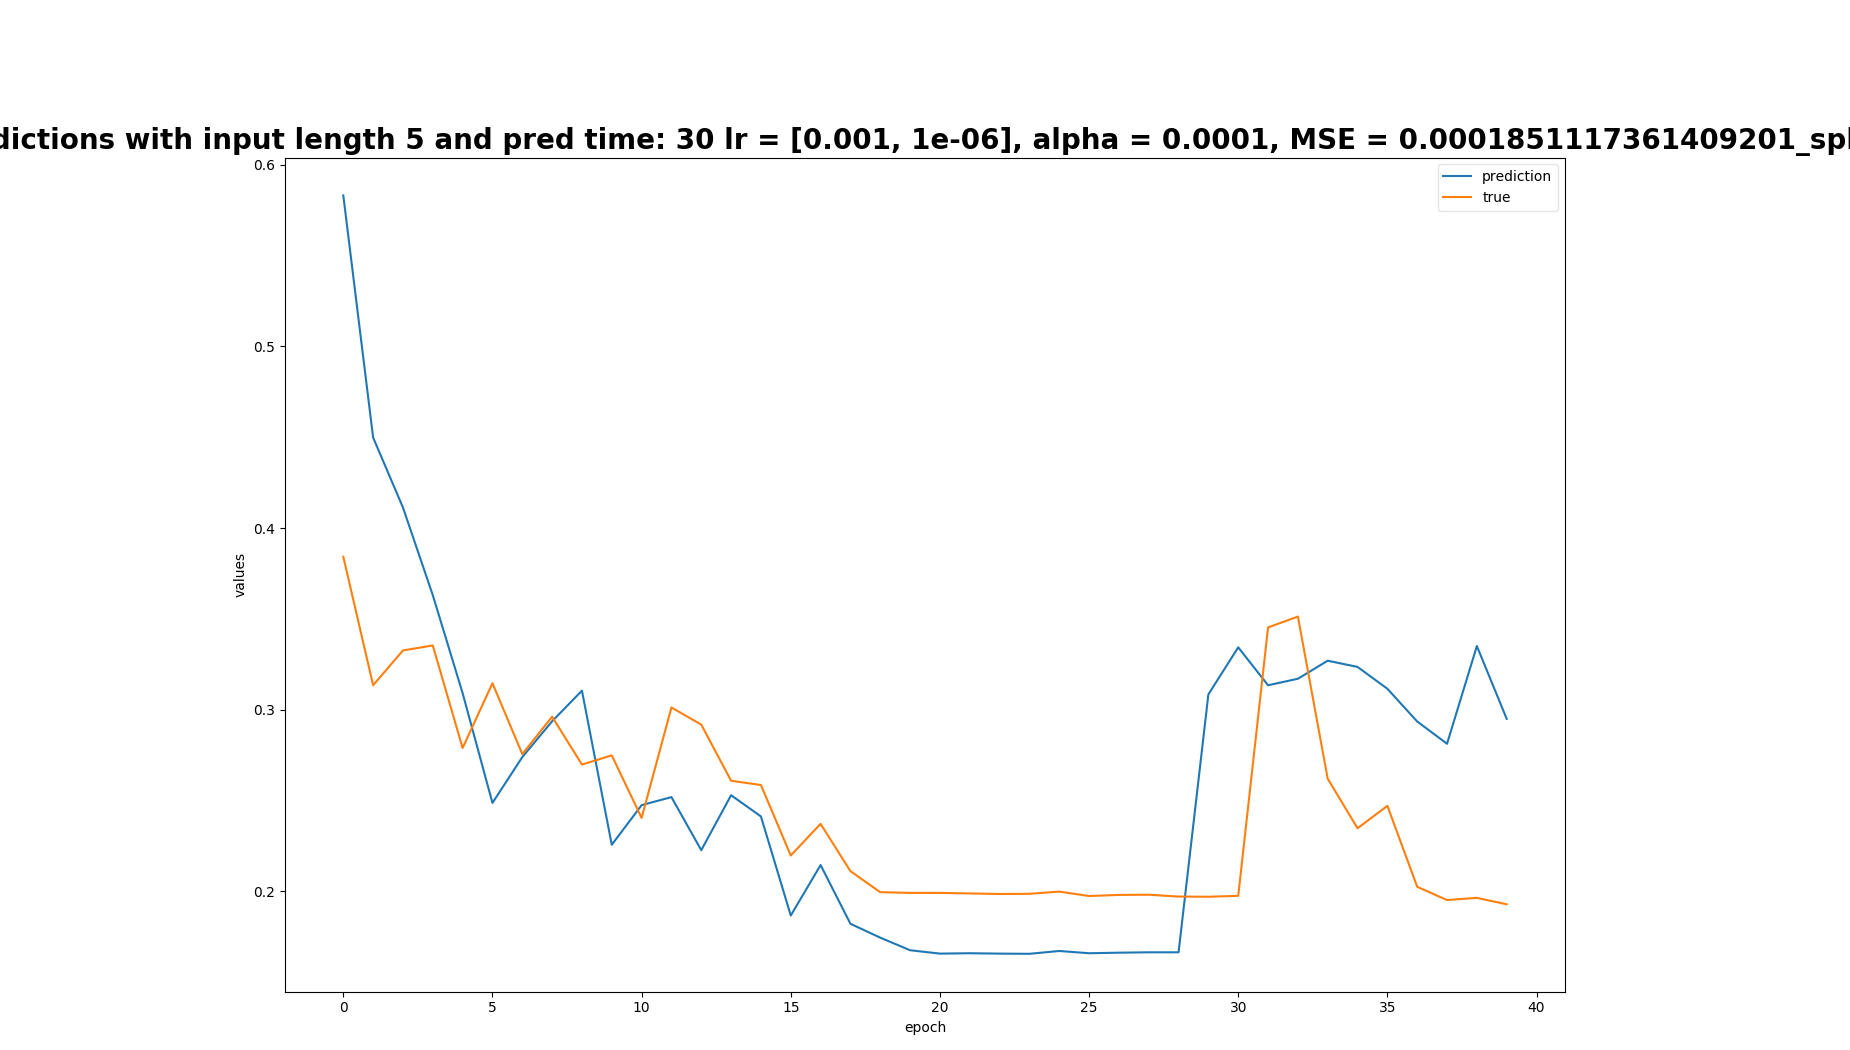 dictions with input length 5 and pred time: 30 lr = [0.001, 1e-06], alpha = 0.0001, MSE = 0.0001851117361409201_spl
prediction
true
0.6
0.5
0.4
0.3
0.2
values
0 5 10 15 20 25 30 35 40
epoch